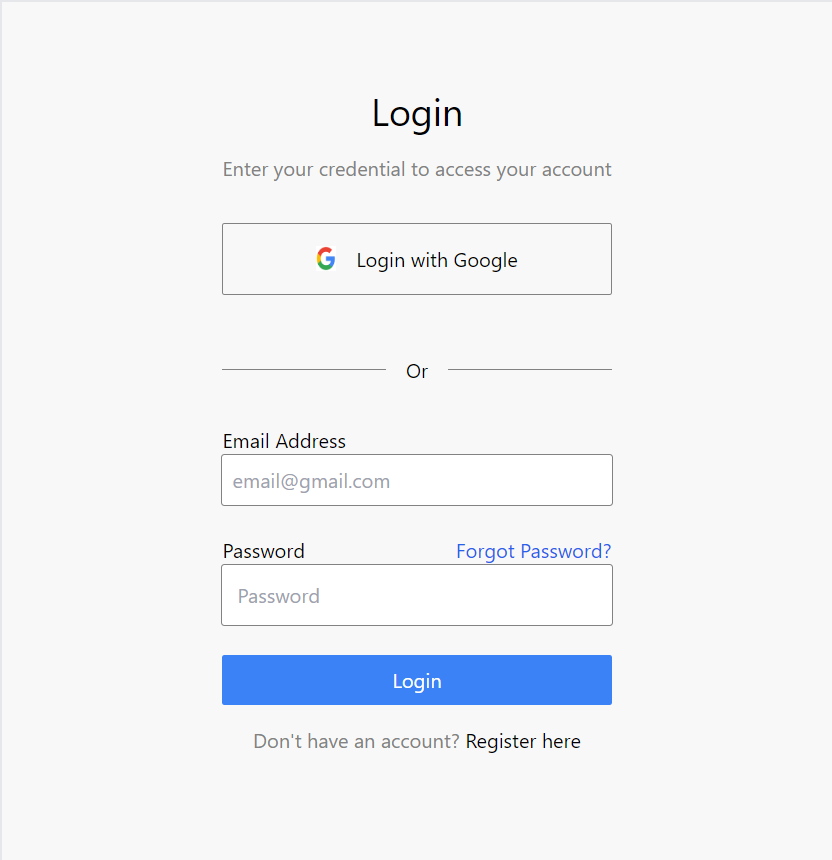 Login
Enter your credential to access your account
Login with Google
Or
Email Address
email@gmail.com
Password Forgot Password?
Password
Login
Don't have an account? Register here